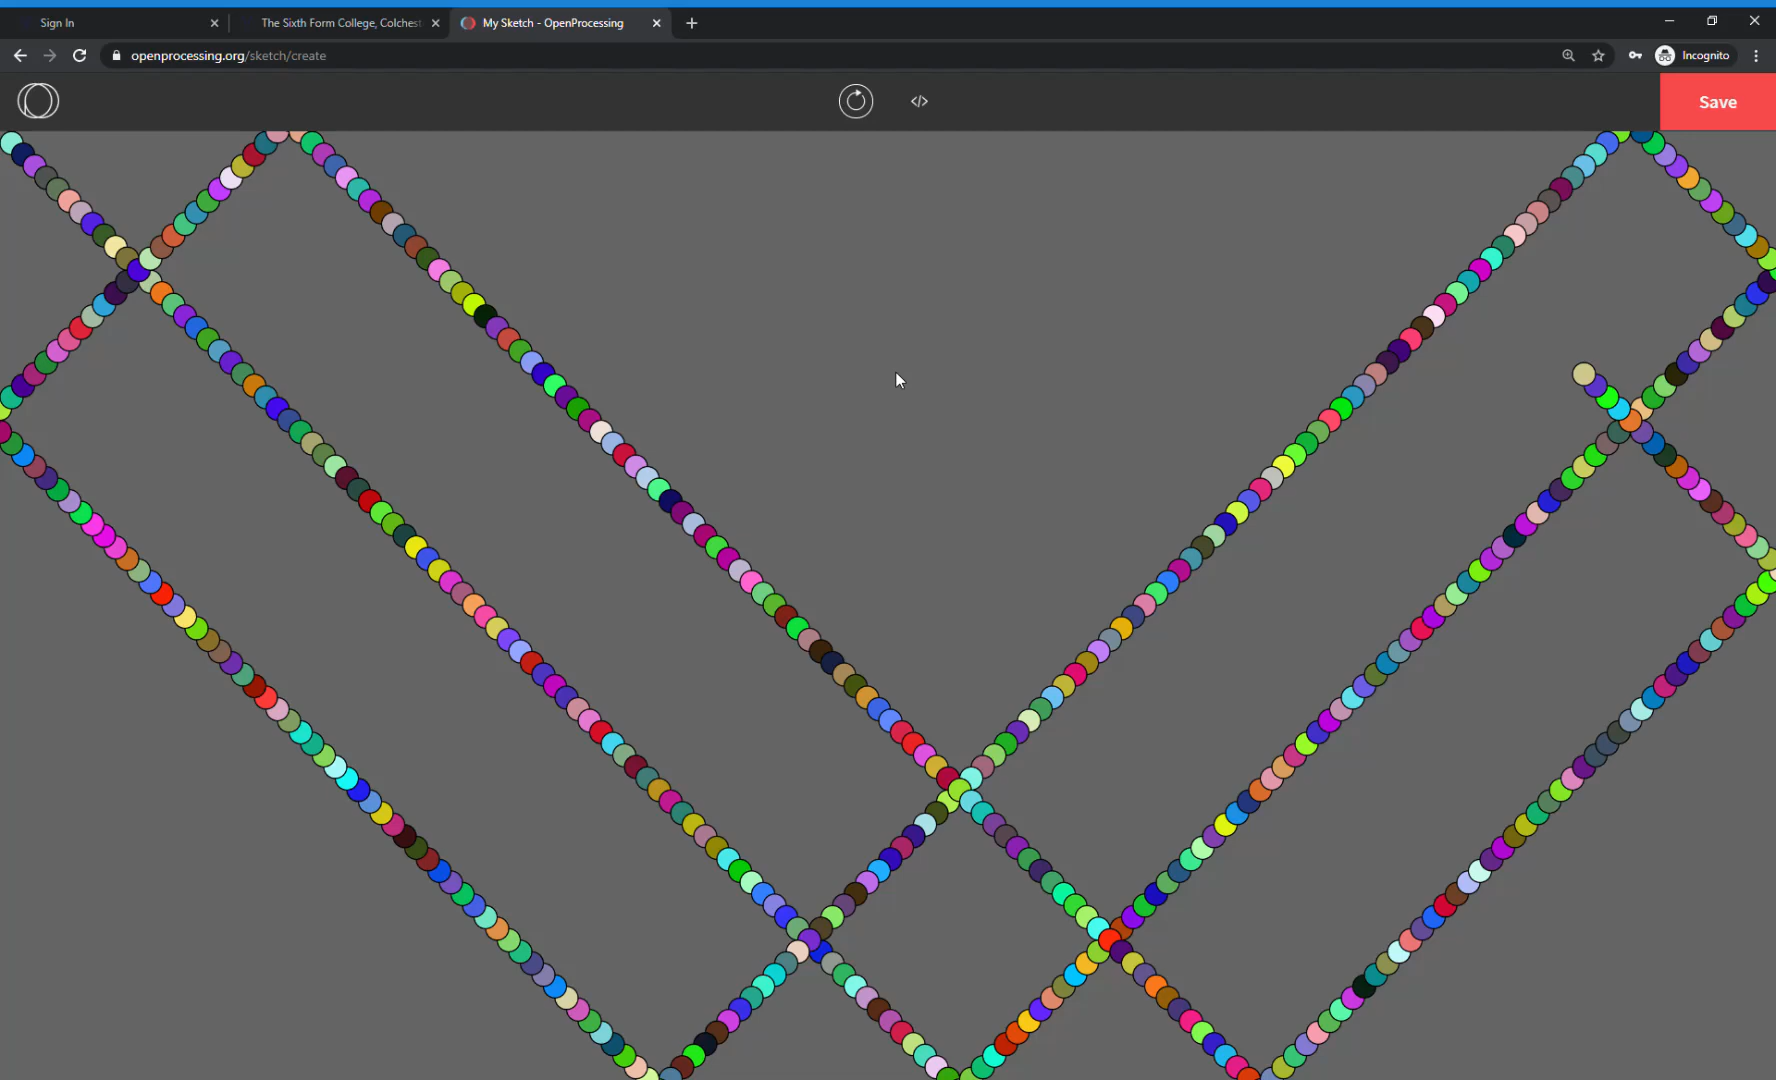 Sign In
The Sixth Form College, Colchest
My Sketch - OpenProcessing
openprocessing.org/sketch/create
Incognito
</>
Save